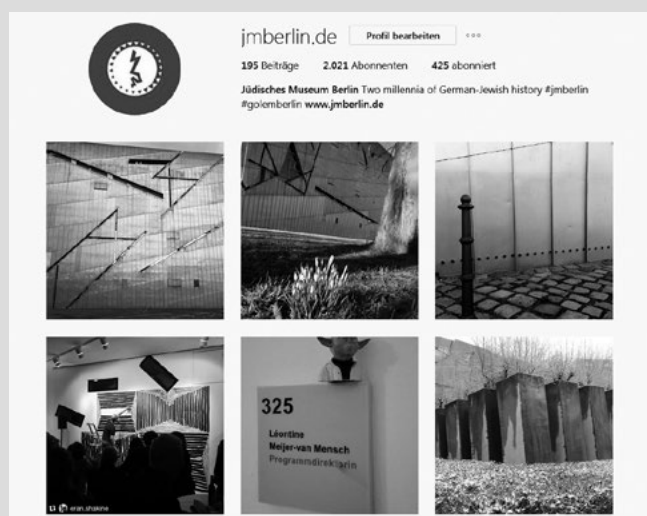 jmberlin.de Profil bearbeiten
195 Beiträge 2.021 Abonnenten 425 abonniert
Jüdisches Museum Berlin Two millennia of German-Jewish history #jmberlin
#golemberlin www.jmberlin.de
325
Léontine
Meijer-van Mensch
Programmdirektorin
eran.shakine